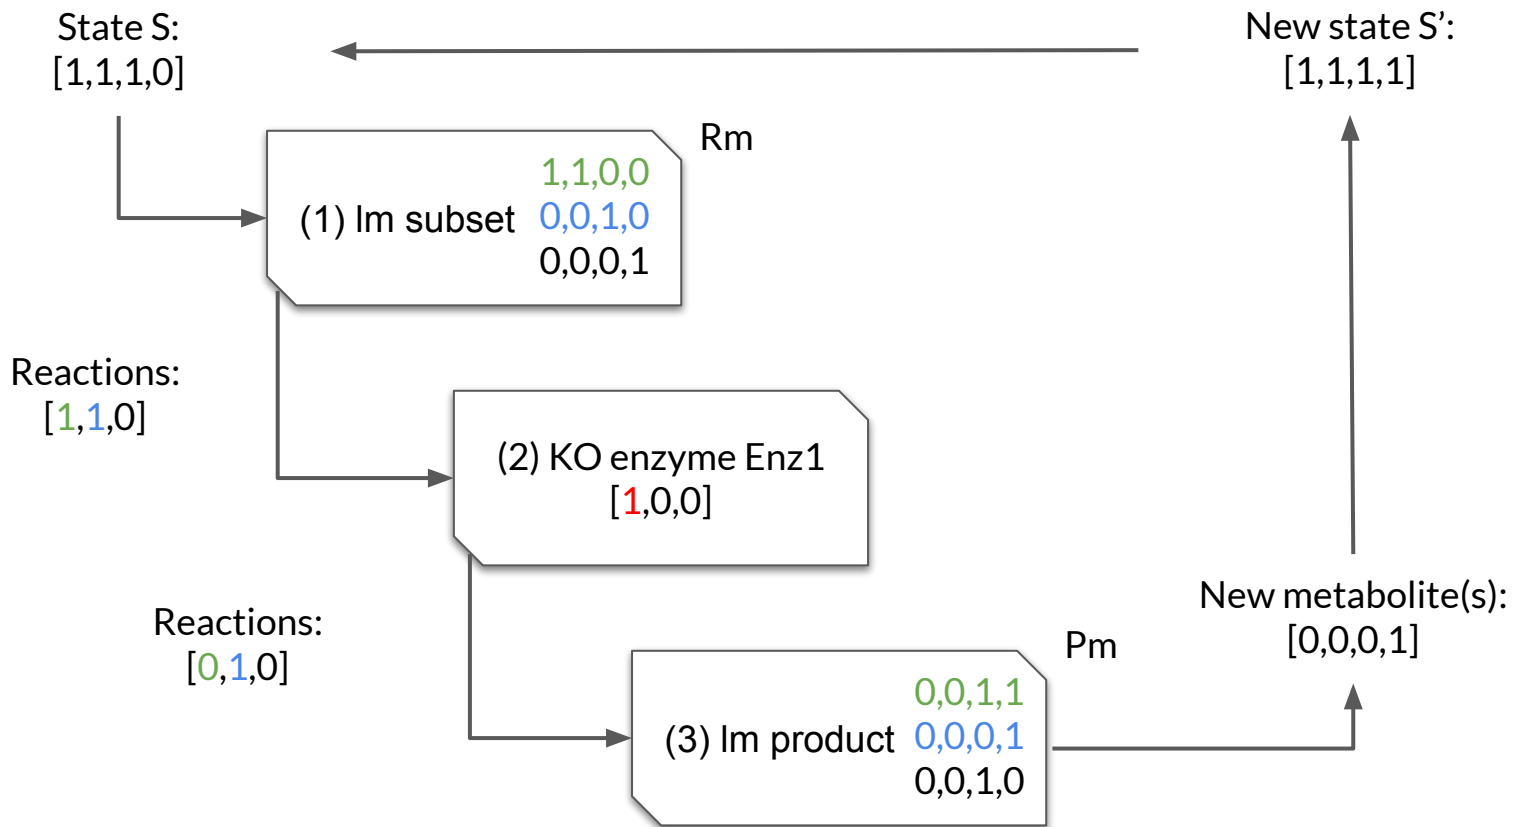 State S:
[1,1,1,0]
New state S’:
[1,1,1,1]
Rm
(1) Im subset
1,1,0,0
0,0,1,0
0,0,0,1
Reactions:
[1,1,0]
(2) KO enzyme Enz1
[1,0,0]
Reactions:
[0,1,0]
Pm
(3) Im product
0,0,1,1
0,0,0,1
0,0,1,0
New metabolite(s):
[0,0,0,1]